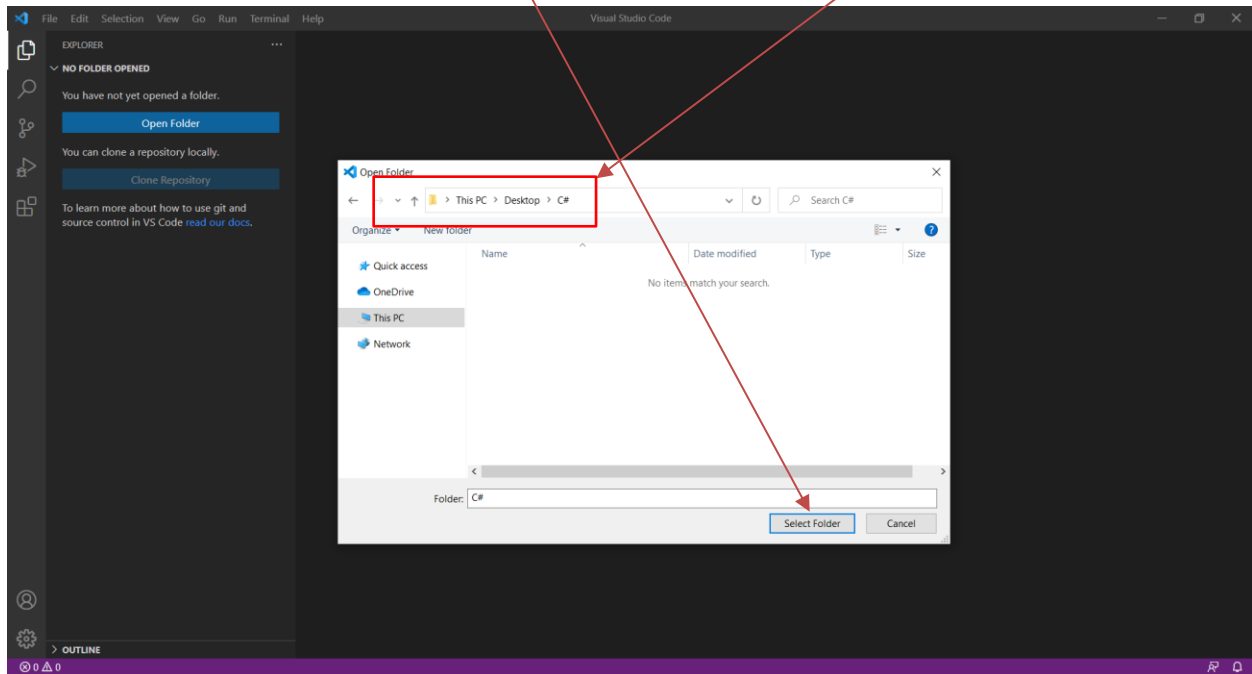 File Edit Selection View Go Run Terminal Help
Visual Studio Code
EXPLORER
NO FOLDER OPENED
You have not yet opened a folder.
Open Folder
You can clone a repository locally.
Clone Repository
To learn more about how to use git and
source control in VS Code read our docs.
Open Folder
This PC > Desktop > C#
Search C#
Organize
New folder
Name
Date modified
Type
Size
Quick access
No items match your search.
OneDrive
This PC
Network
Folder: C#
Select Folder
Cancel
OUTLINE
0 0